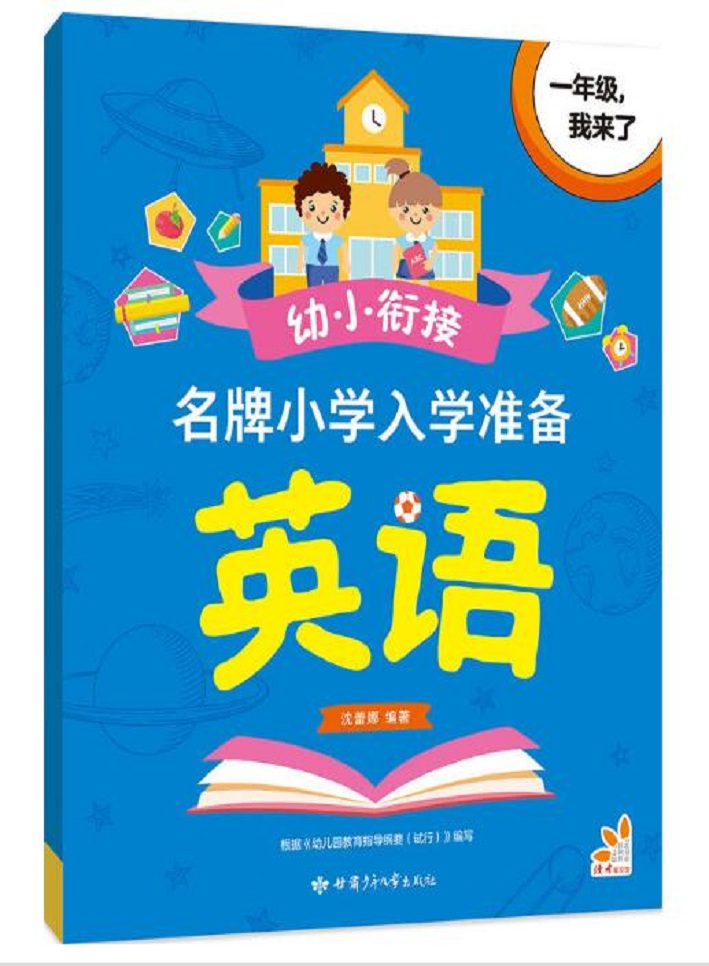 一年级,
我来了
ABC
幼·小·衔接
名牌小学入学准备
英语
沈蕾娜 编著
根据《幼儿园教育指导纲要(试行)》编写
甘肃少年儿童出版社